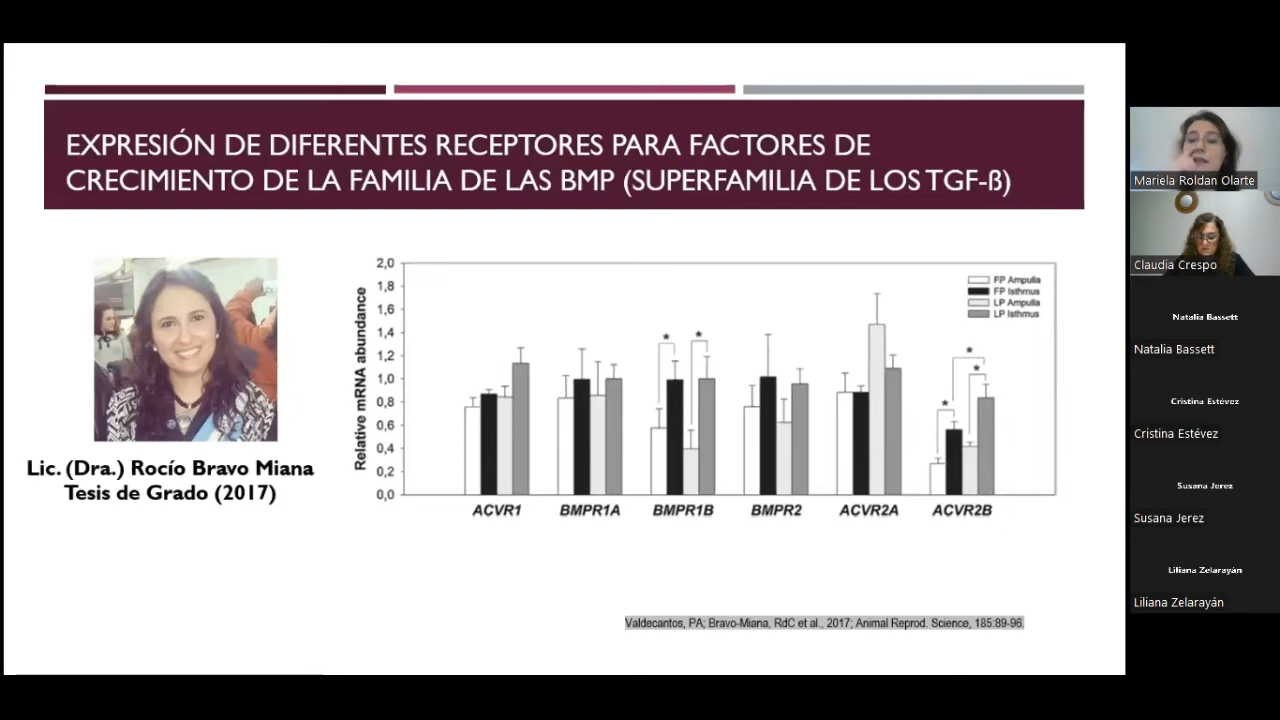 EXPRESIÓN DE DIFERENTES RECEPTORES PARA FACTORES DE
CRECIMIENTO DE LA FAMILIA DE LAS BMP (SUPERFAMILIA DE LOS TGF-ß)
Lic. (Dra.) Rocío Bravo Miana
Tesis de Grado (2017)
Relative mRNA abundance
2,0
1,8
1,6
1,4
1,2
1,0
0,8
0,6
0,4
0,2
0,0
FP Ampulla
FP Isthmus
LP Ampulla
LP Isthmus
* * * * *
ACVR1 BMPR1A BMPR1B BMPR2 ACVR2A ACVR2B
Valdecantos, PA; Bravo-Miana, RdC et al., 2017; Animal Reprod. Science, 185:89-96.
Mariela Roldan Olarte
Claudia Crespo
Natalia Bassett
Natalia Bassett
Cristina Estévez
Cristina Estévez
Susana Jerez
Susana Jerez
Liliana Zelarayán
Liliana Zelarayán